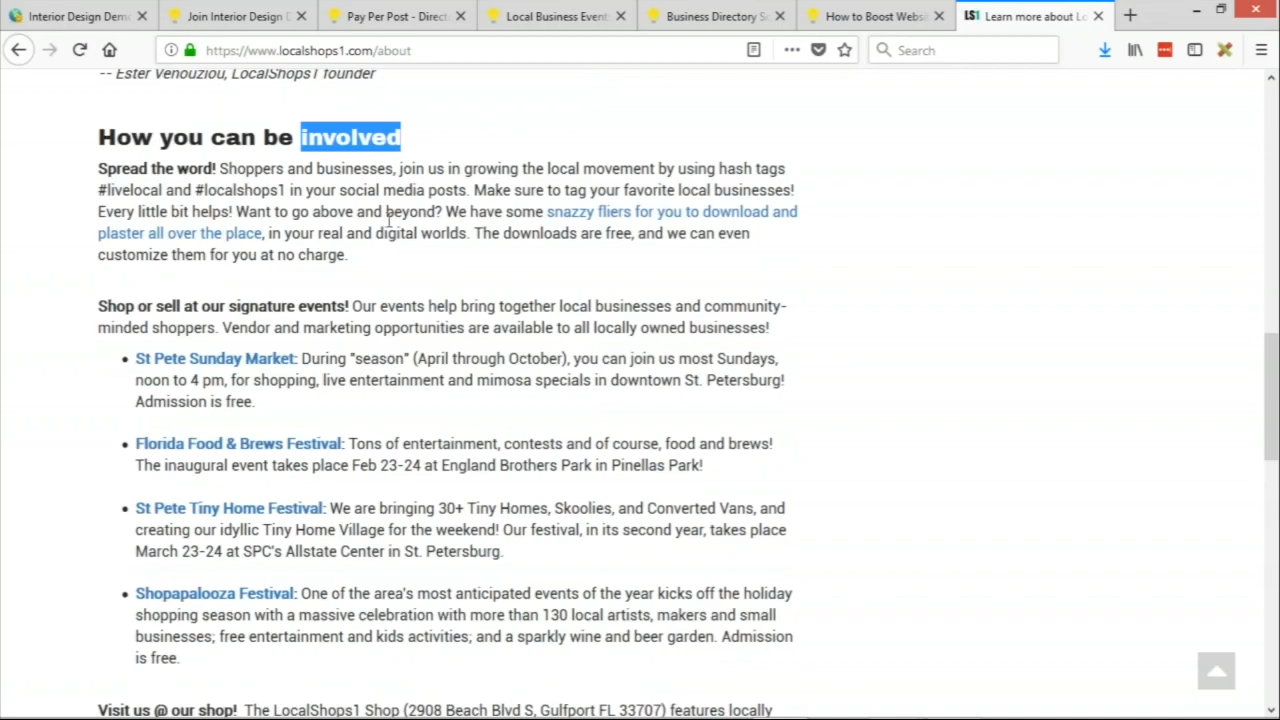 Interior Design Dem
Join Interior Design D
Pay Per Post - Direct
Local Business Event
Business Directory S
How to Boost Websi
LS1 Learn more about Lo
https://www.localshops1.com/about
Search
-- Ester Venouziou, LocalShops1 founder
How you can be involved
Spread the word! Shoppers and businesses, join us in growing the local movement by using hash tags
#livelocal and #localshops1 in your social media posts. Make sure to tag your favorite local businesses!
Every little bit helps! Want to go above and beyond? We have some snazzy fliers for you to download and
plaster all over the place, in your real and digital worlds. The downloads are free, and we can even
customize them for you at no charge.
Shop or sell at our signature events! Our events help bring together local businesses and community-
minded shoppers. Vendor and marketing opportunities are available to all locally owned businesses!
• St Pete Sunday Market: During "season" (April through October), you can join us most Sundays,
noon to 4 pm, for shopping, live entertainment and mimosa specials in downtown St. Petersburg!
Admission is free.
• Florida Food & Brews Festival: Tons of entertainment, contests and of course, food and brews!
The inaugural event takes place Feb 23-24 at England Brothers Park in Pinellas Park!
• St Pete Tiny Home Festival: We are bringing 30+ Tiny Homes, Skoolies, and Converted Vans, and
creating our idyllic Tiny Home Village for the weekend! Our festival, in its second year, takes place
March 23-24 at SPC's Allstate Center in St. Petersburg.
• Shopapalooza Festival: One of the area's most anticipated events of the year kicks off the holiday
shopping season with a massive celebration with more than 130 local artists, makers and small
businesses; free entertainment and kids activities; and a sparkly wine and beer garden. Admission
is free.
Visit us @ our shop! The LocalShops1 Shop (2908 Beach Blvd S, Gulfport FL 33707) features locally